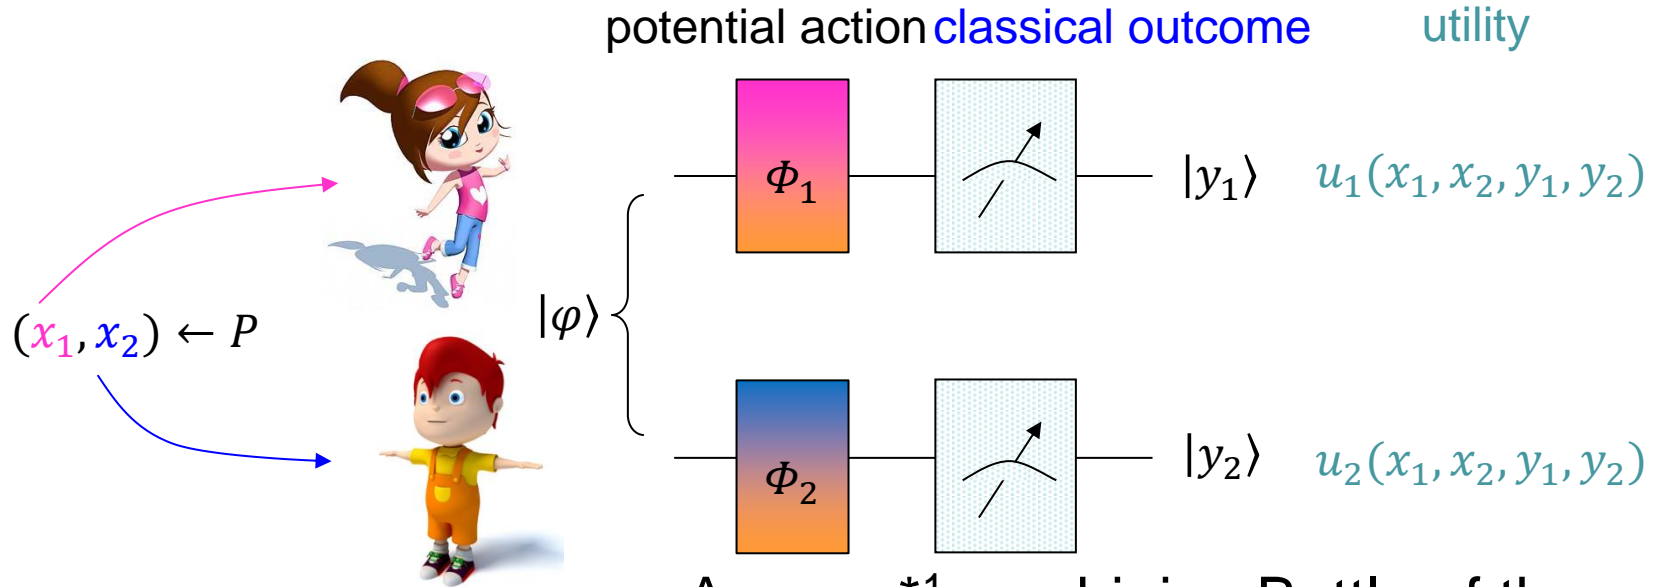 potential action classical outcome utility
Φ₁ |y₁⟩ u₁(x₁, x₂, y₁, y₂)
(x₁, x₂) ← P |φ⟩
Φ₂ |y₂⟩ u₂(x₁, x₂, y₁, y₂)